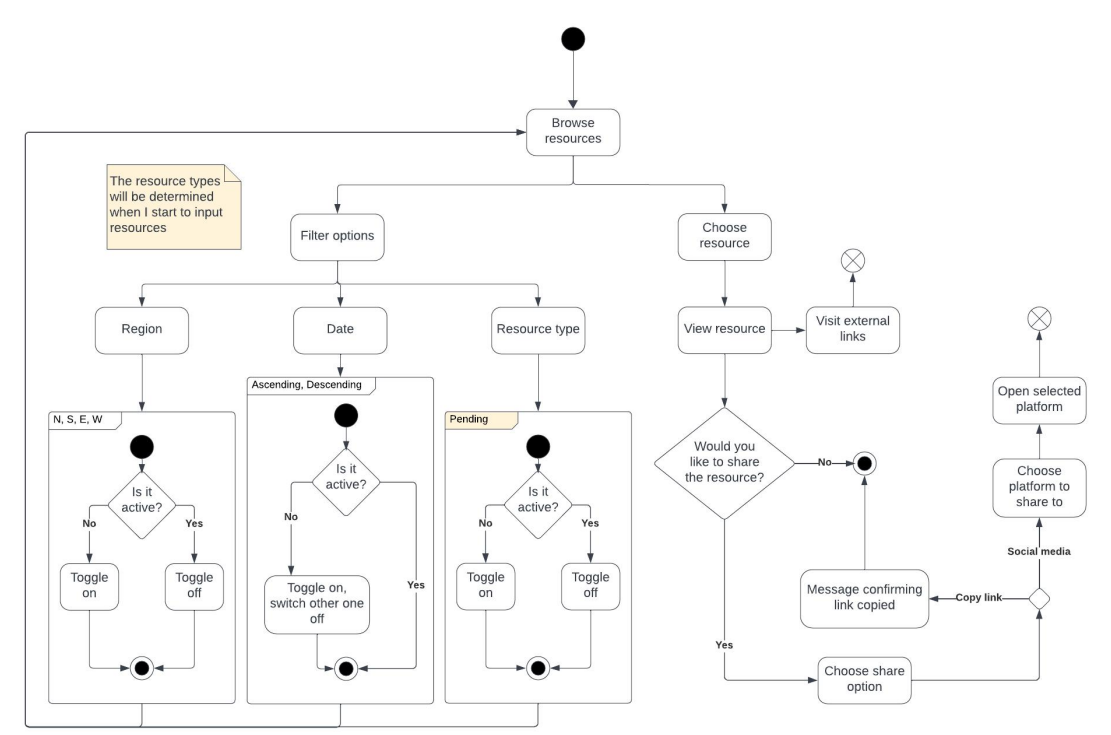 Browse
resources
The resource types
will be determined
when I start to input
resources
Filter options
Choose
resource
Region
Date
Resource type
View resource
Visit external
links
Ascending, Descending
N, S, E, W
Pending
Is it
active?
No
Yes
Toggle
on
Toggle
off
Is it
active?
No
Yes
Toggle on,
switch other one
off
Is it
active?
No
Yes
Toggle
on
Toggle
off
Would you
like to share
the resource?
No
Yes
Open selected
platform
Choose
platform to
share to
Social media
Message confirming
link copied
Copy link
Choose share
option